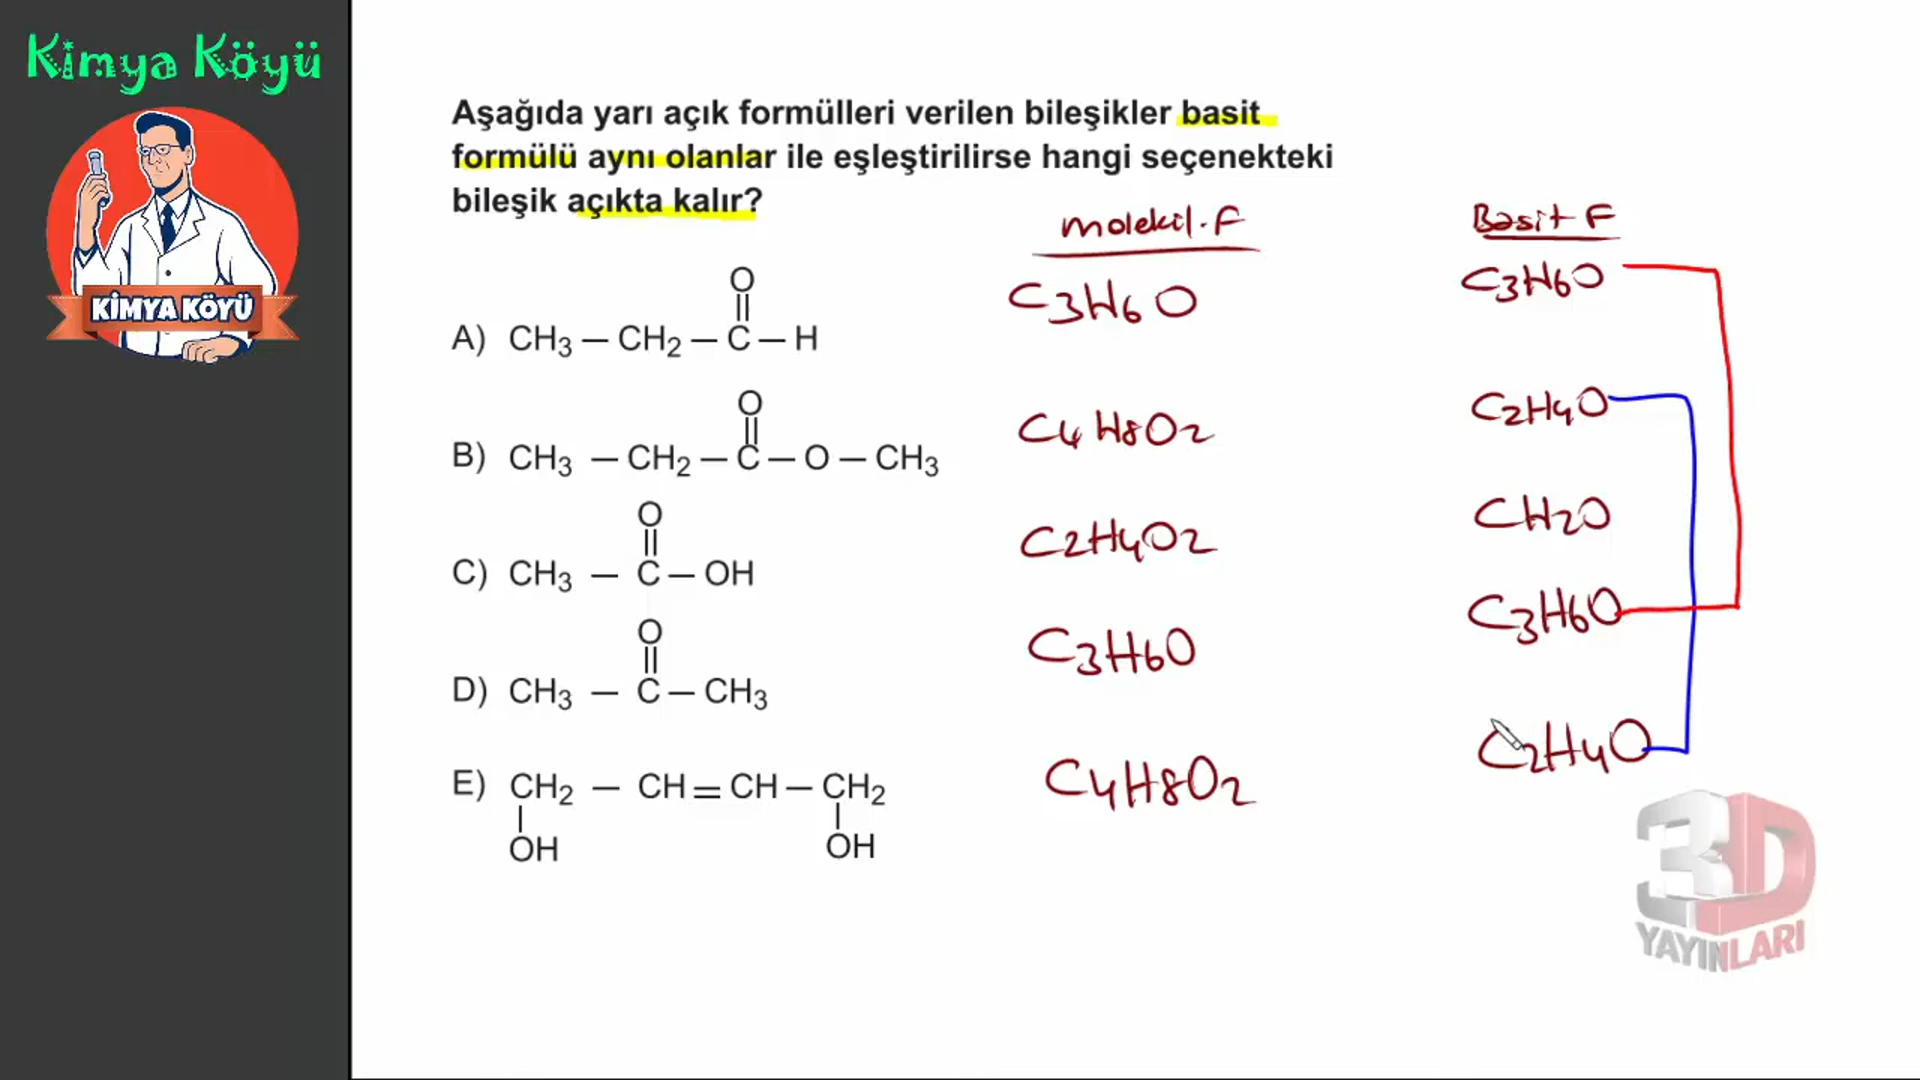 Kimya Köyü
KİMYA KÖYÜ
Aşağıda yarı açık formülleri verilen bileşikler basit
formülü aynı olanlar ile eşleştirilirse hangi seçenekteki
bileşik açıkta kalır?
molekül.F
Basit F
O
A) CH3 – CH2 – C – H
C3H6O
C3H6O
O
B) CH3 – CH2 – C – O – CH3
C4H8O2
C2H4O
O
C) CH3 – C – OH
C2H4O2
CH2O
O
D) CH3 – C – CH3
C3H6O
C3H6O
E) CH2 – CH = CH – CH2
OH OH
C4H8O2
C2H4O
3D
YAYINLARI